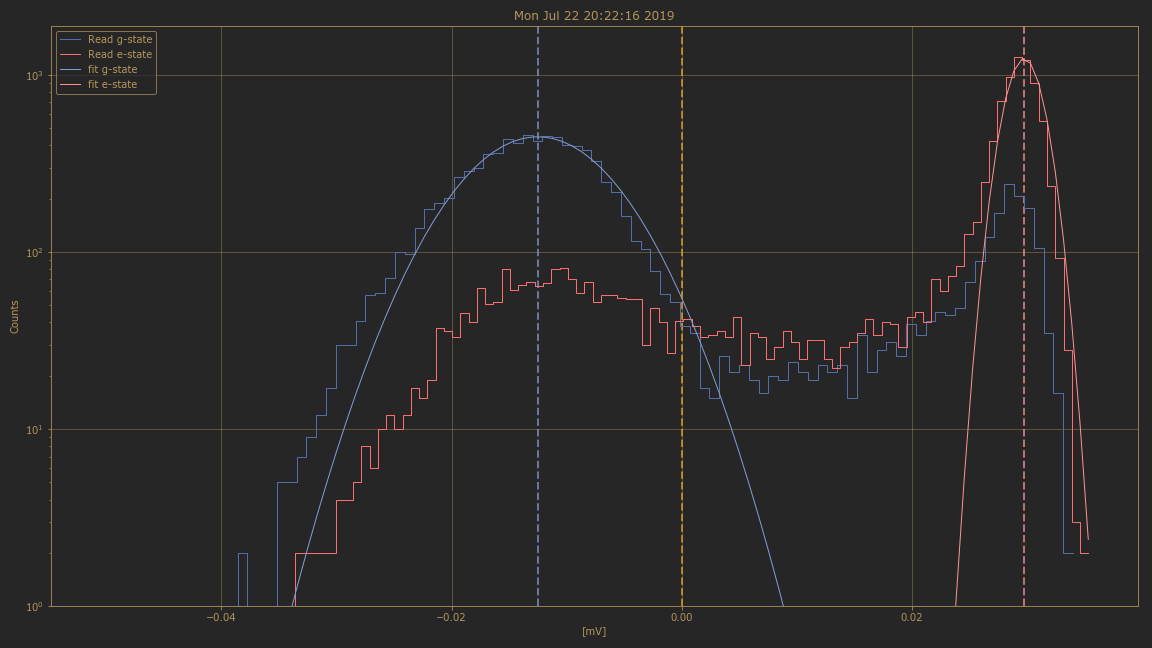 Mon Jul 22 20:22:16 2019
Read g-state
Read e-state
fit g-state
fit e-state
10³
10²
10¹
10⁰
Counts
−0.04
−0.02
0.00
0.02
[mV]